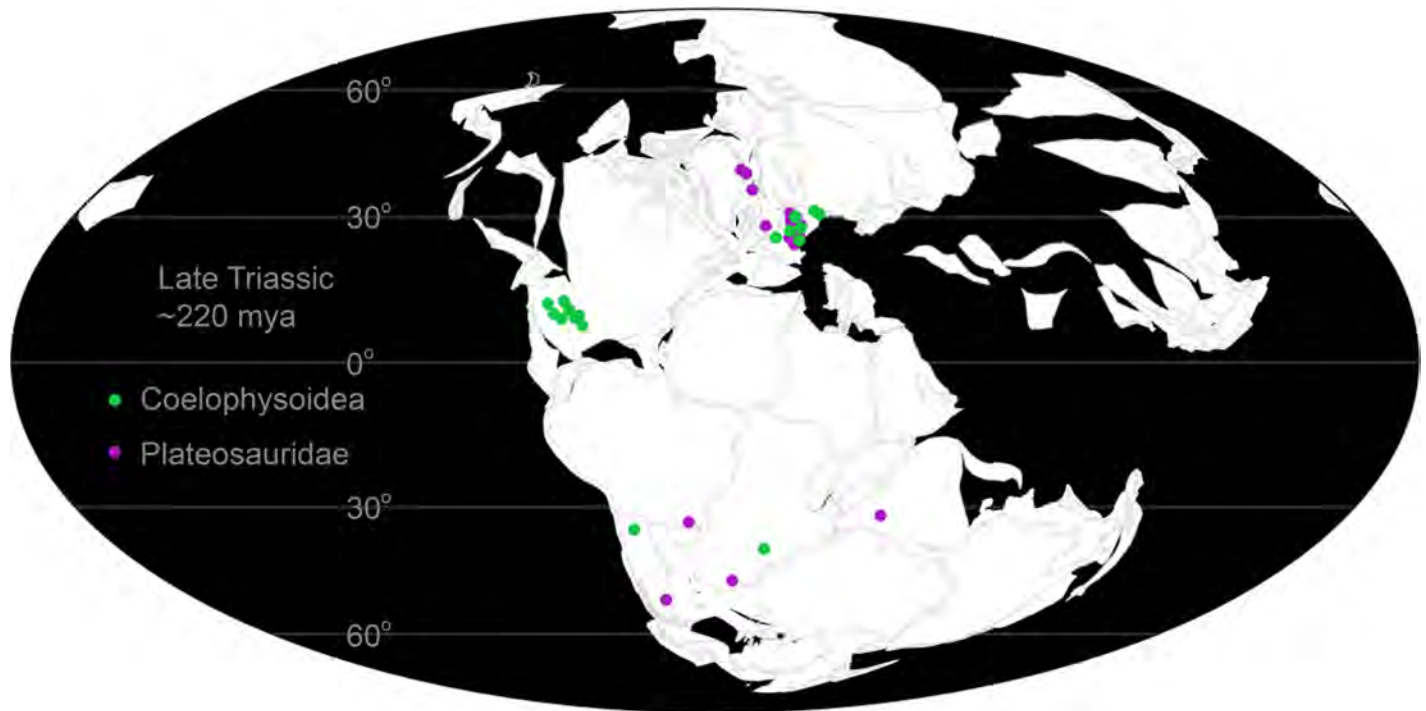 60°
30°
Late Triassic
~220 mya
0°
Coelophysoidea
Plateosauridae
30°
60°